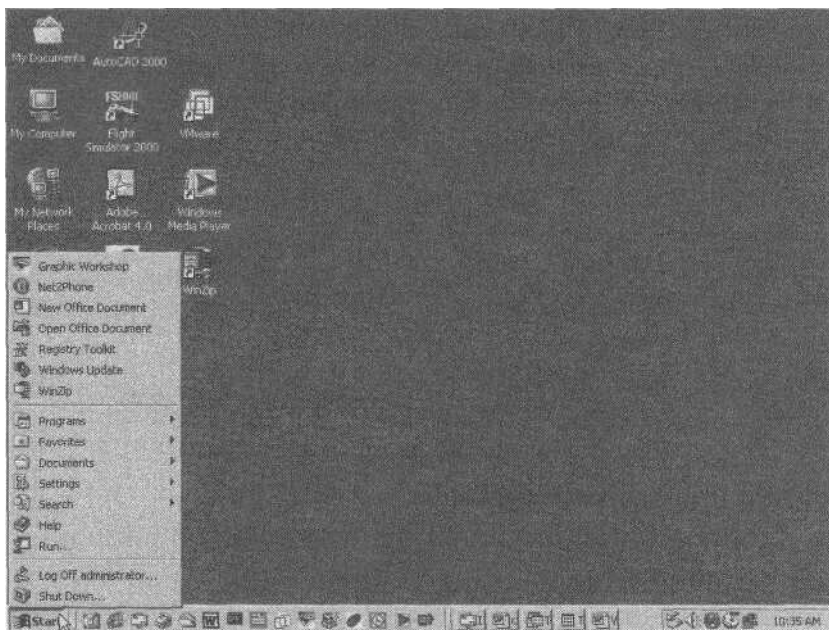 My Documents
AutoCAD 2000
FS2000
My Computer
Flight
Simulator 2000
VMware
My Network
Places
Adobe
Acrobat 4.0
Windows
Media Player
WinZip
Graphic Workshop
Net2Phone
New Office Document
Open Office Document
Registry Toolkit
Windows Update
WinZip
Programs
Favorites
Documents
Settings
Search
Help
Run...
Log Off administrator...
Shut Down...
Start
10:35 AM